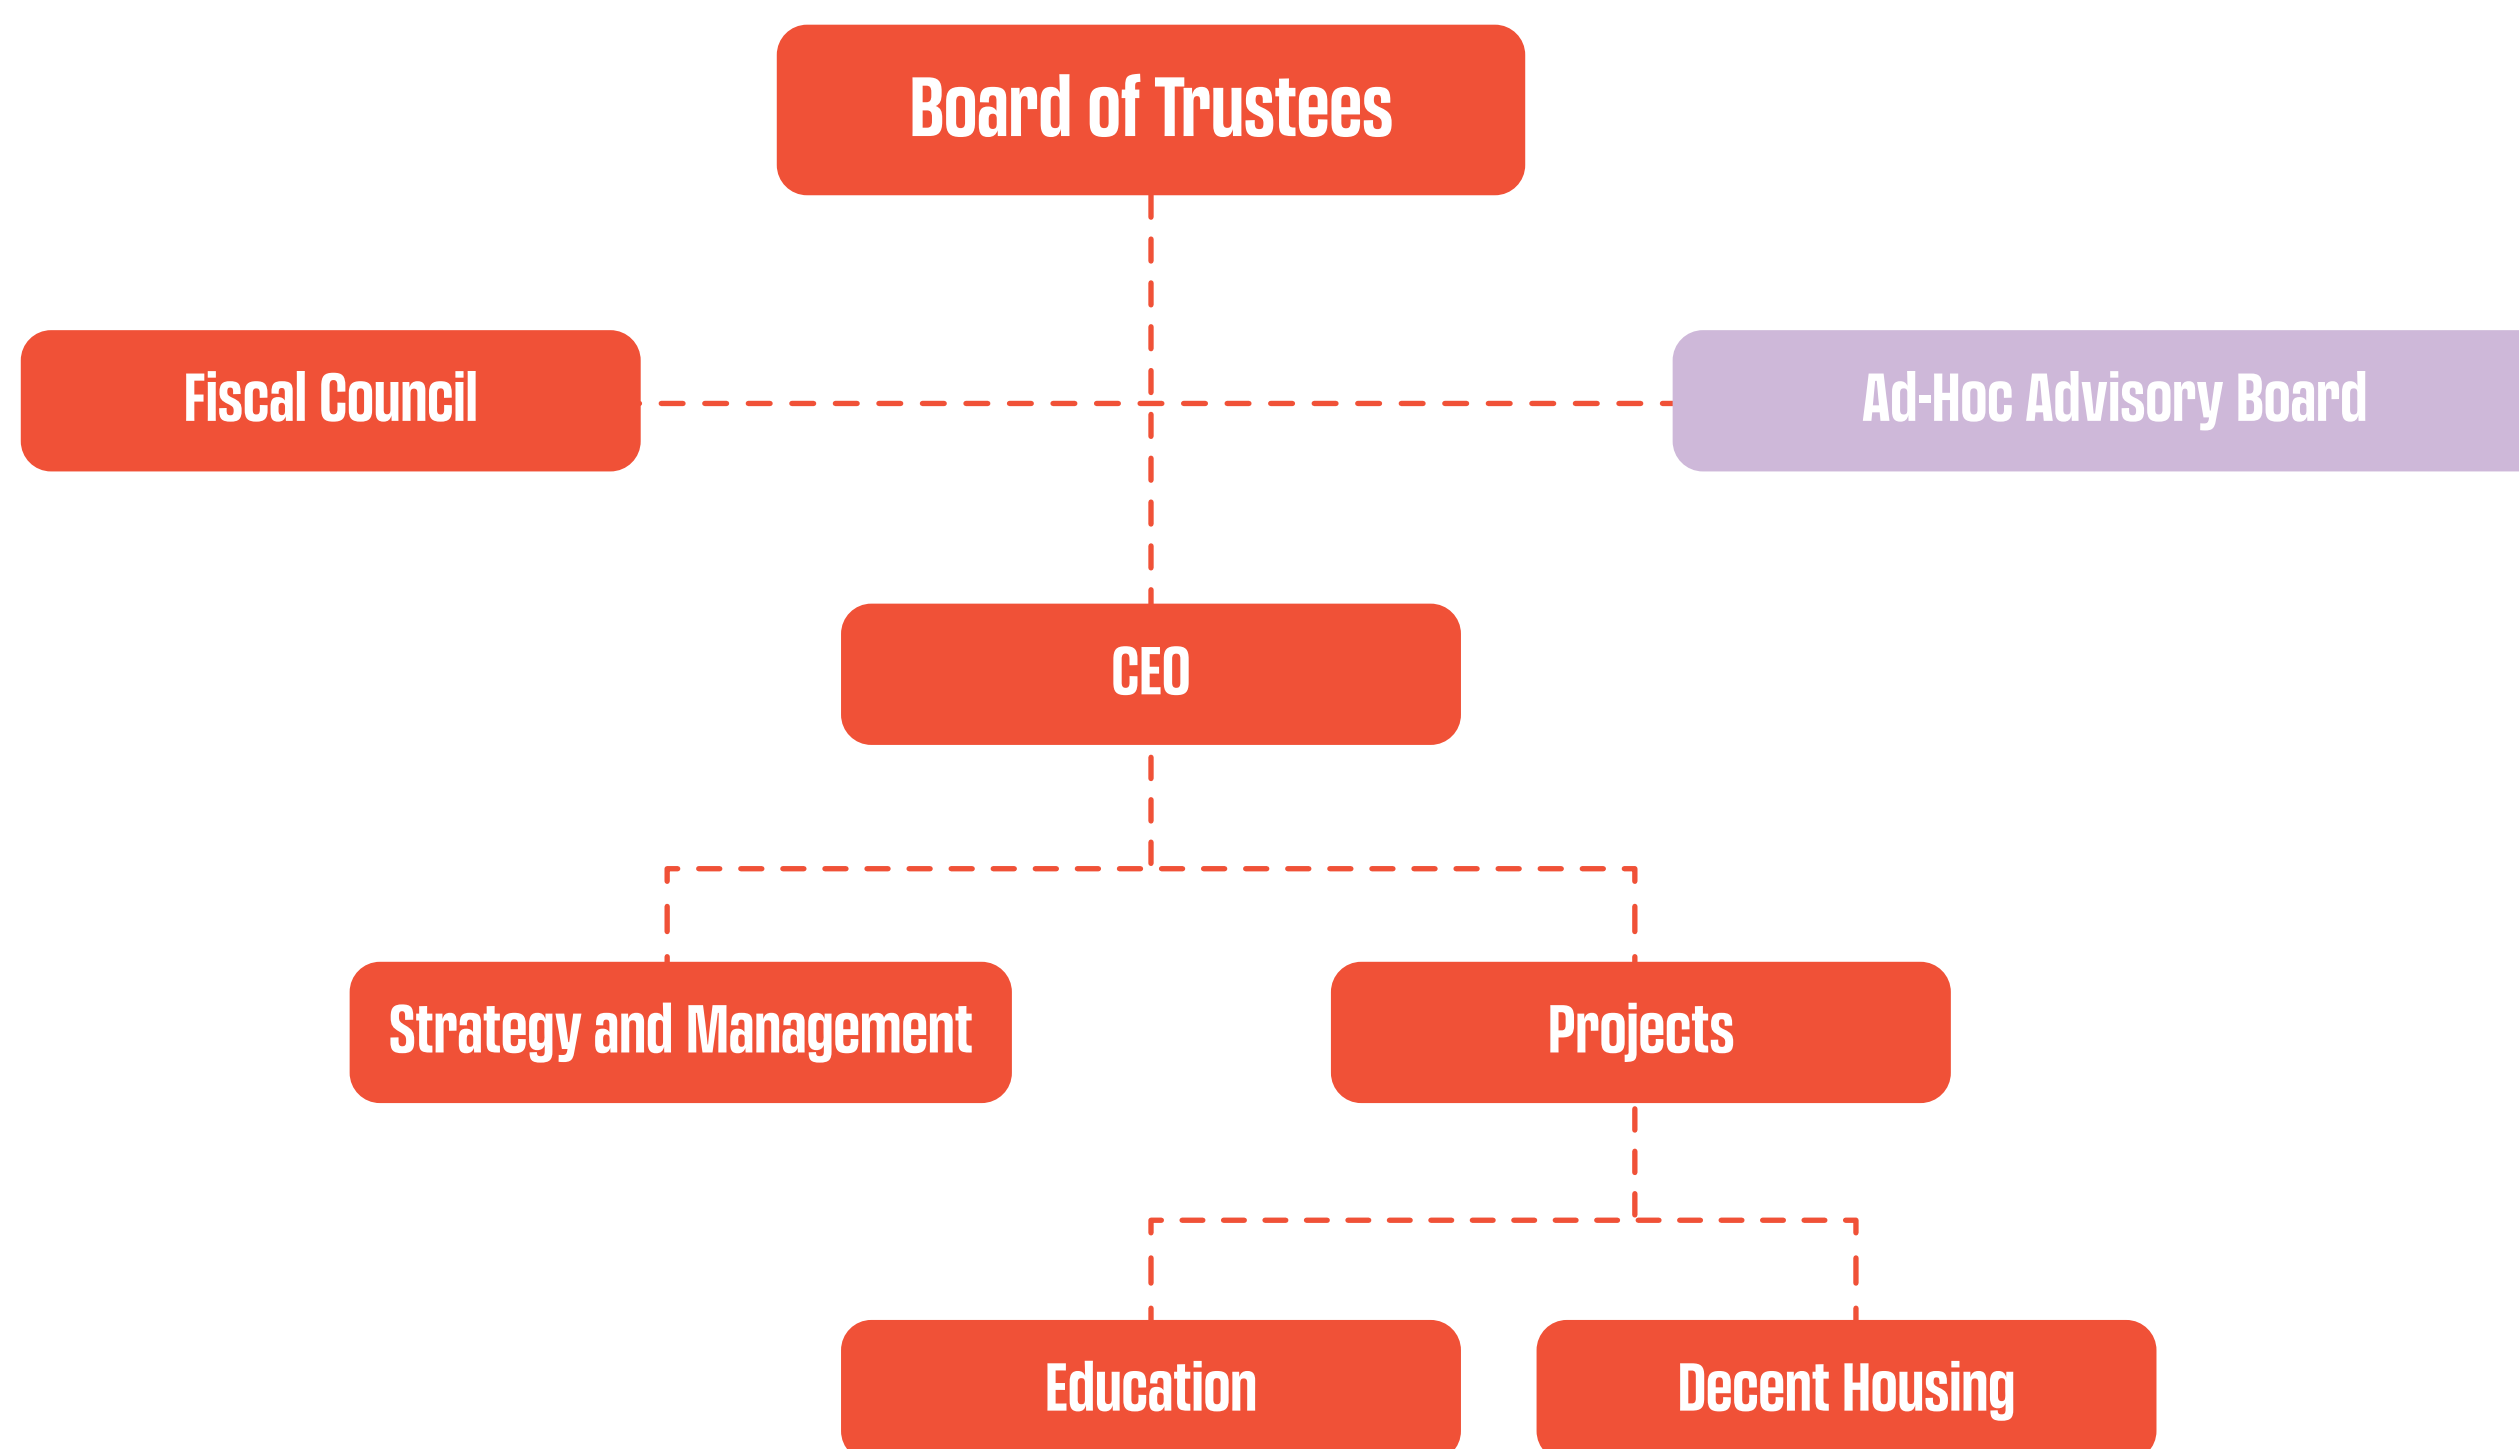 Board of Trustees
Fiscal Council
Ad-Hoc Advisory Board
CEO
Strategy and Management
Projects
Education
Decent Housing